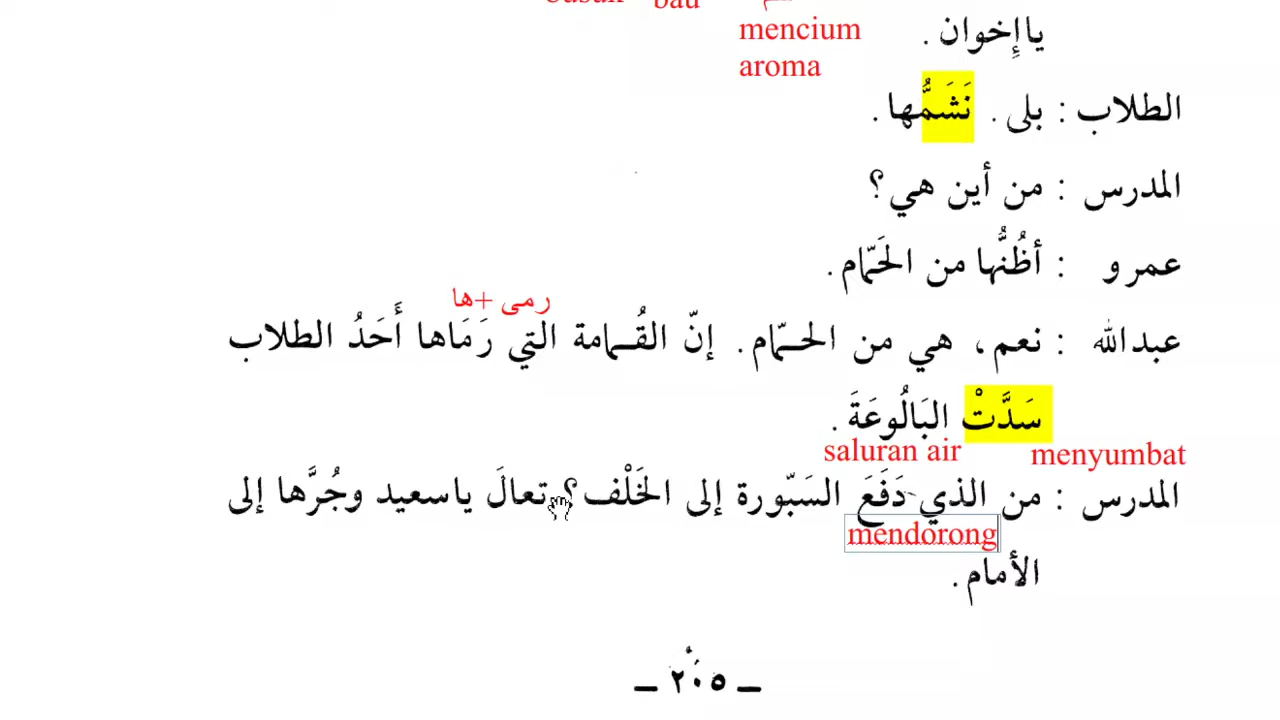 mencium
يا إِخوان .
aroma
الطلاب : بلى . نَشَمُّها .
المدرس : من أين هي؟
عمرو : أظُنُّها من الحَمّام .
رمى +ها
عبدالله : نعم، هي من الحمّام . إنّ القُمامة التي رَمَاها أَحَدُ الطلاب
سَدَّتْ البَالُوعَةَ .
saluran air menyumbat
المدرس : من الذي دَفَعَ السَبّورة إلى الخَلْف؟ تعالَ ياسعيد وجُرَّها إلى
mendorong
الأمام .
– ٢٠٥ –